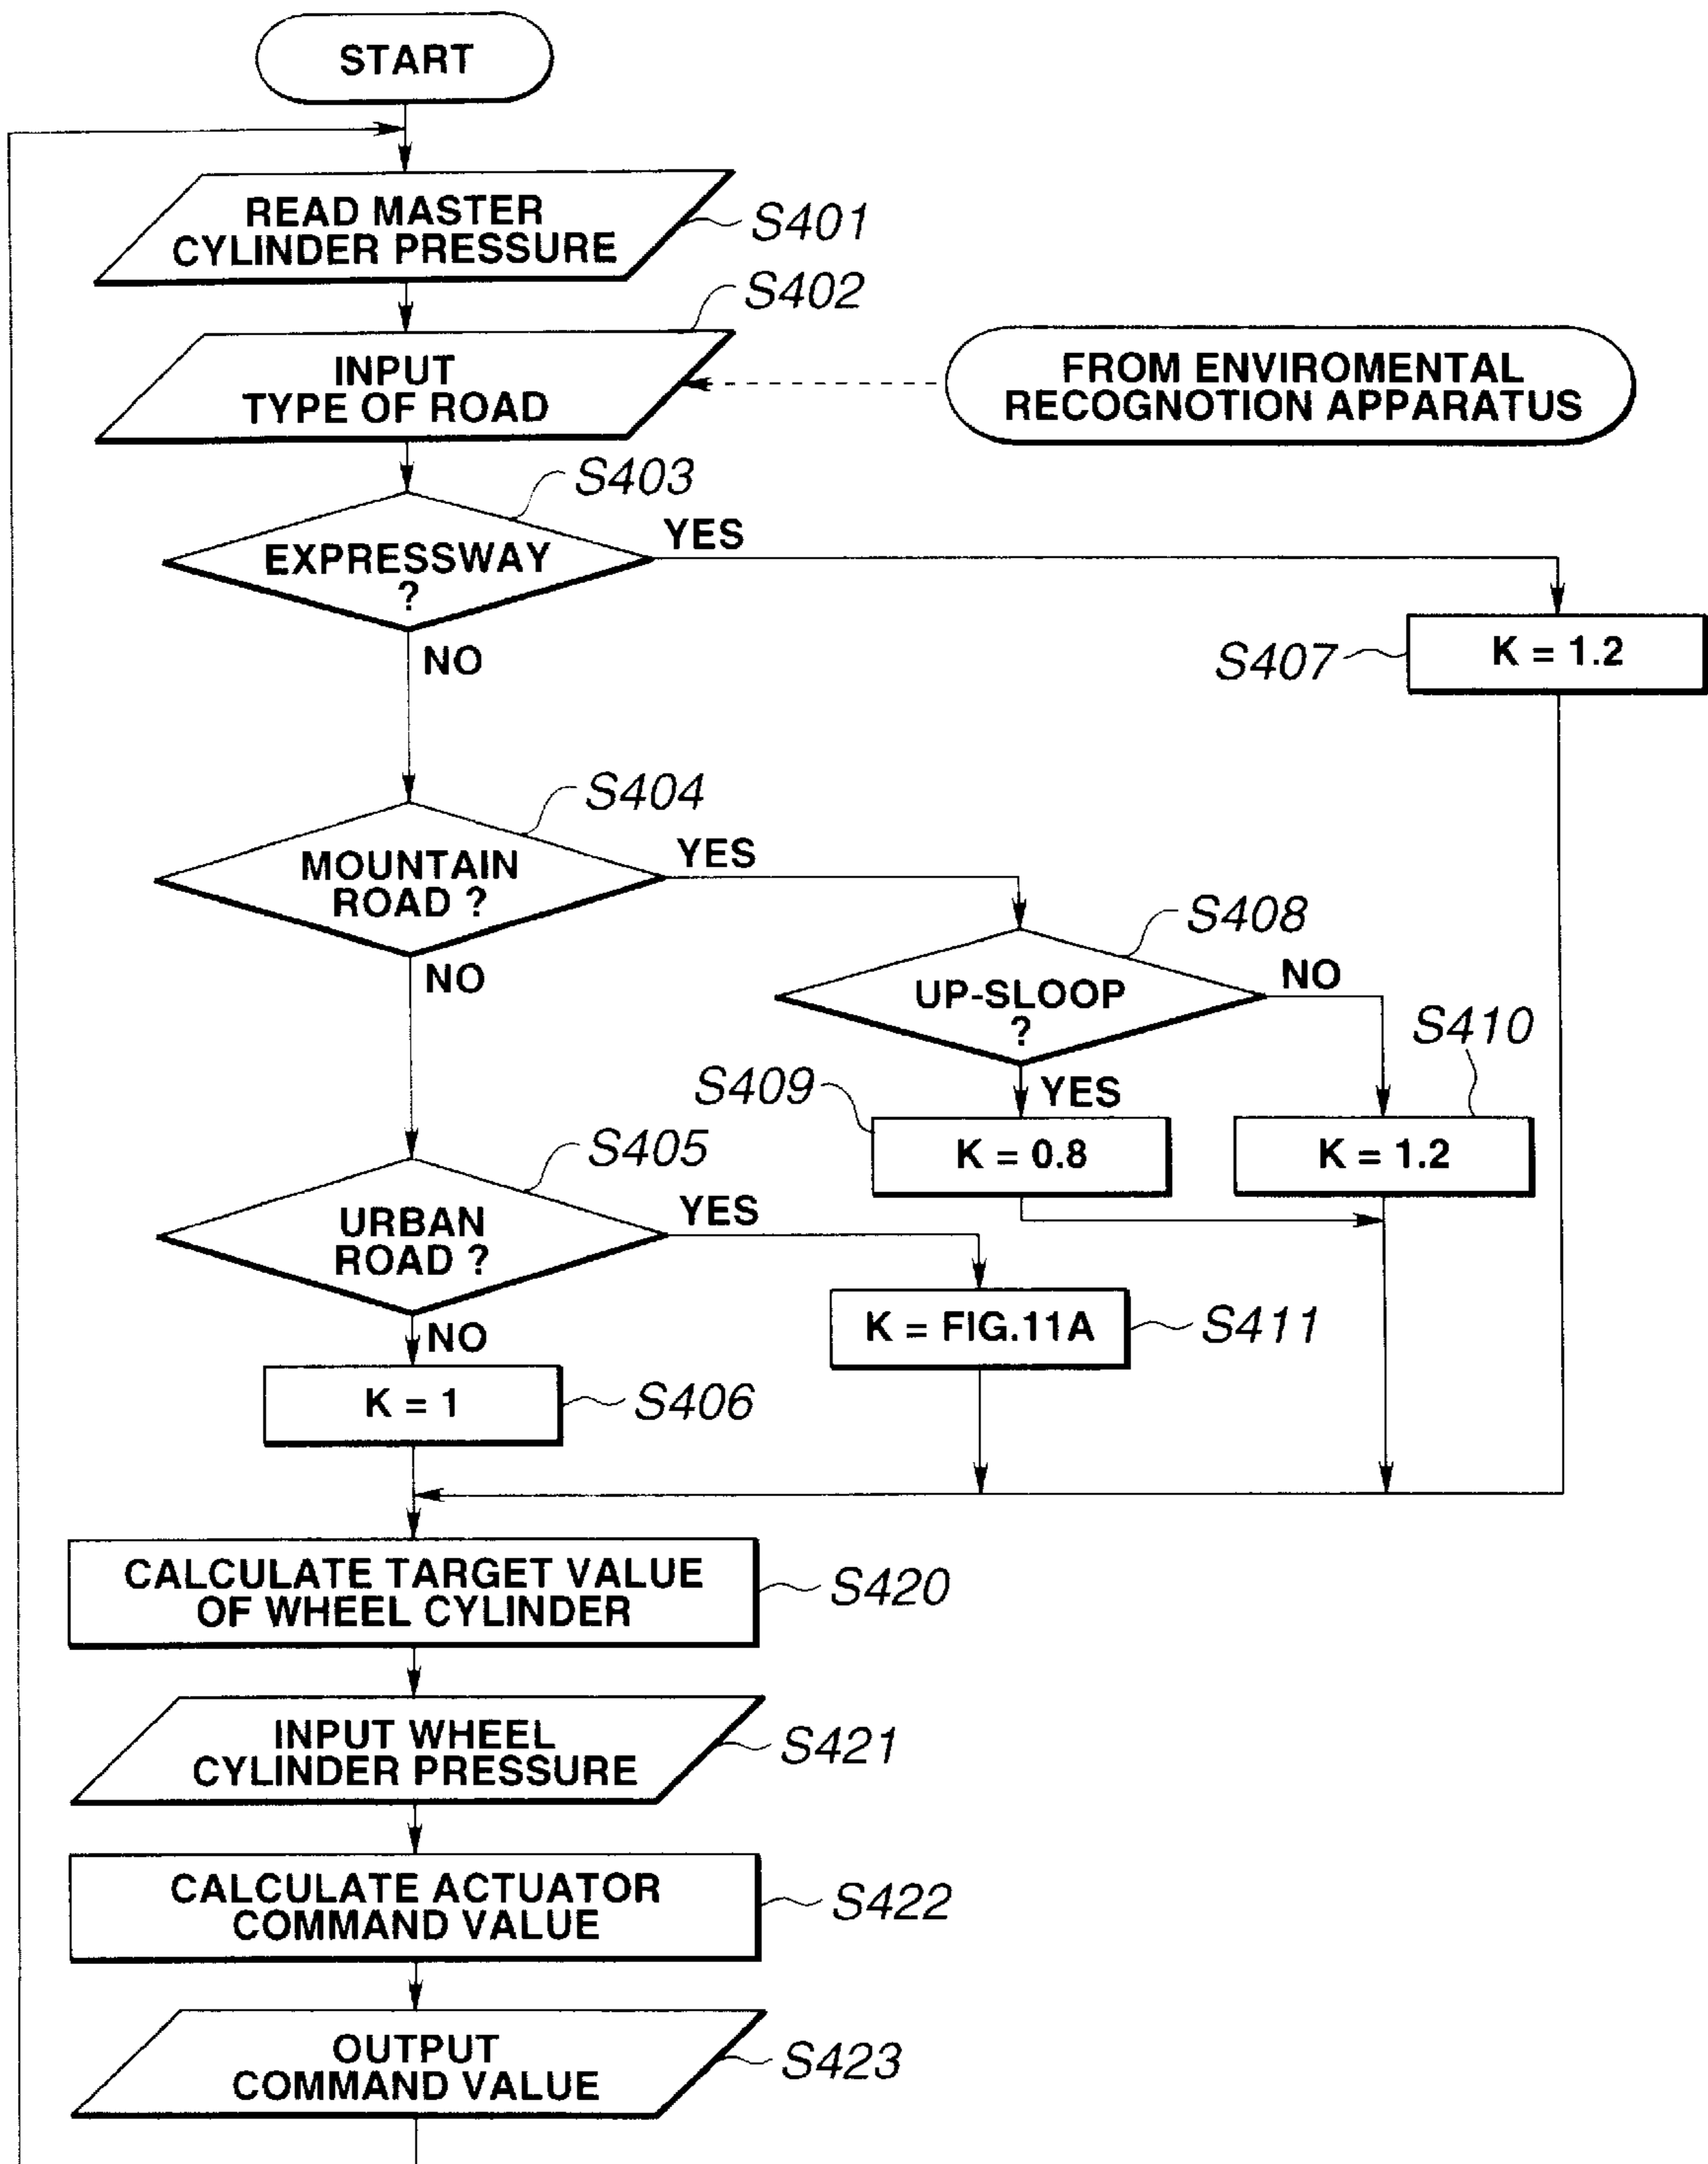 START
READ MASTER
CYLINDER PRESSURE
S401
S402
INPUT
TYPE OF ROAD
FROM ENVIROMENTAL
RECOGNOTION APPARATUS
S403
EXPRESSWAY
?
YES
NO
S407
K = 1.2
S404
MOUNTAIN
ROAD ?
YES
NO
S408
UP-SLOOP
?
NO
YES
S409
K = 0.8
S410
K = 1.2
S405
URBAN
ROAD ?
YES
NO
K = FIG.11A
S411
K = 1
S406
CALCULATE TARGET VALUE
OF WHEEL CYLINDER
S420
INPUT WHEEL
CYLINDER PRESSURE
S421
CALCULATE ACTUATOR
COMMAND VALUE
S422
OUTPUT
COMMAND VALUE
S423